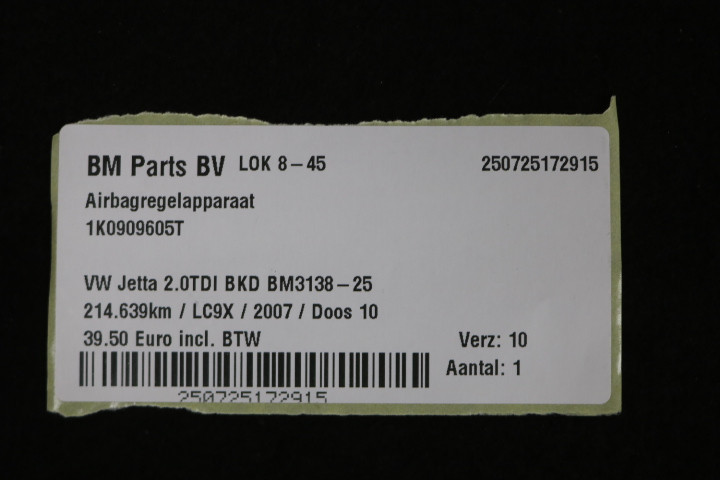 BM Parts BV LOK 8-45 250725172915
Airbagregelapparaat
1K0909605T
VW Jetta 2.0TDI BKD BM3138-25
214.639km / LC9X / 2007 / Doos 10
39.50 Euro incl. BTW Verz: 10
Aantal: 1
250725172915